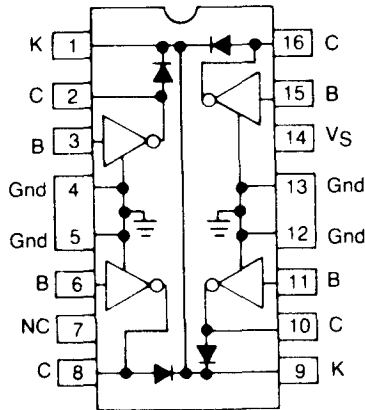 K 1 16 C
C 2 15 B
B 3 14 VS
Gnd 4 13 Gnd
Gnd 5 12 Gnd
B 6 11 B
NC 7 10 C
C 8 9 K